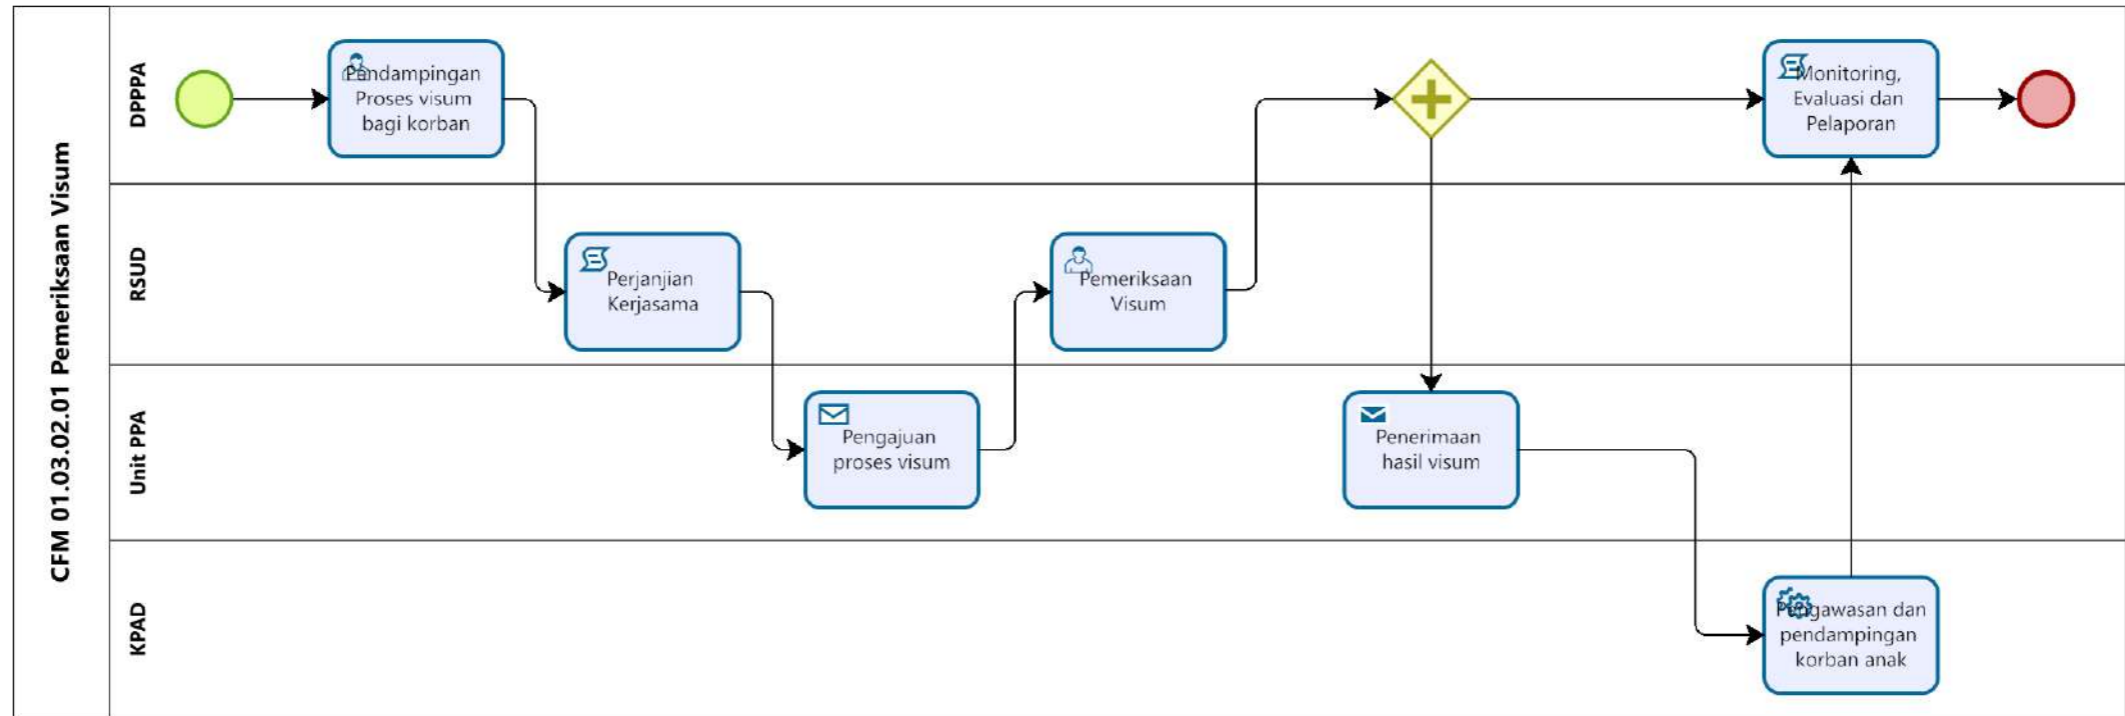 CFM 01.03.02.01 Pemeriksaan Visum
DPPPA
Pendampingan
Proses visum
bagi korban
Monitoring,
Evaluasi dan
Pelaporan
RSUD
Perjanjian
Kerjasama
Pemeriksaan
Visum
Unit PPA
Pengajuan
proses visum
Penerimaan
hasil visum
KPAD
Pengawasan dan
pendampingan
korban anak